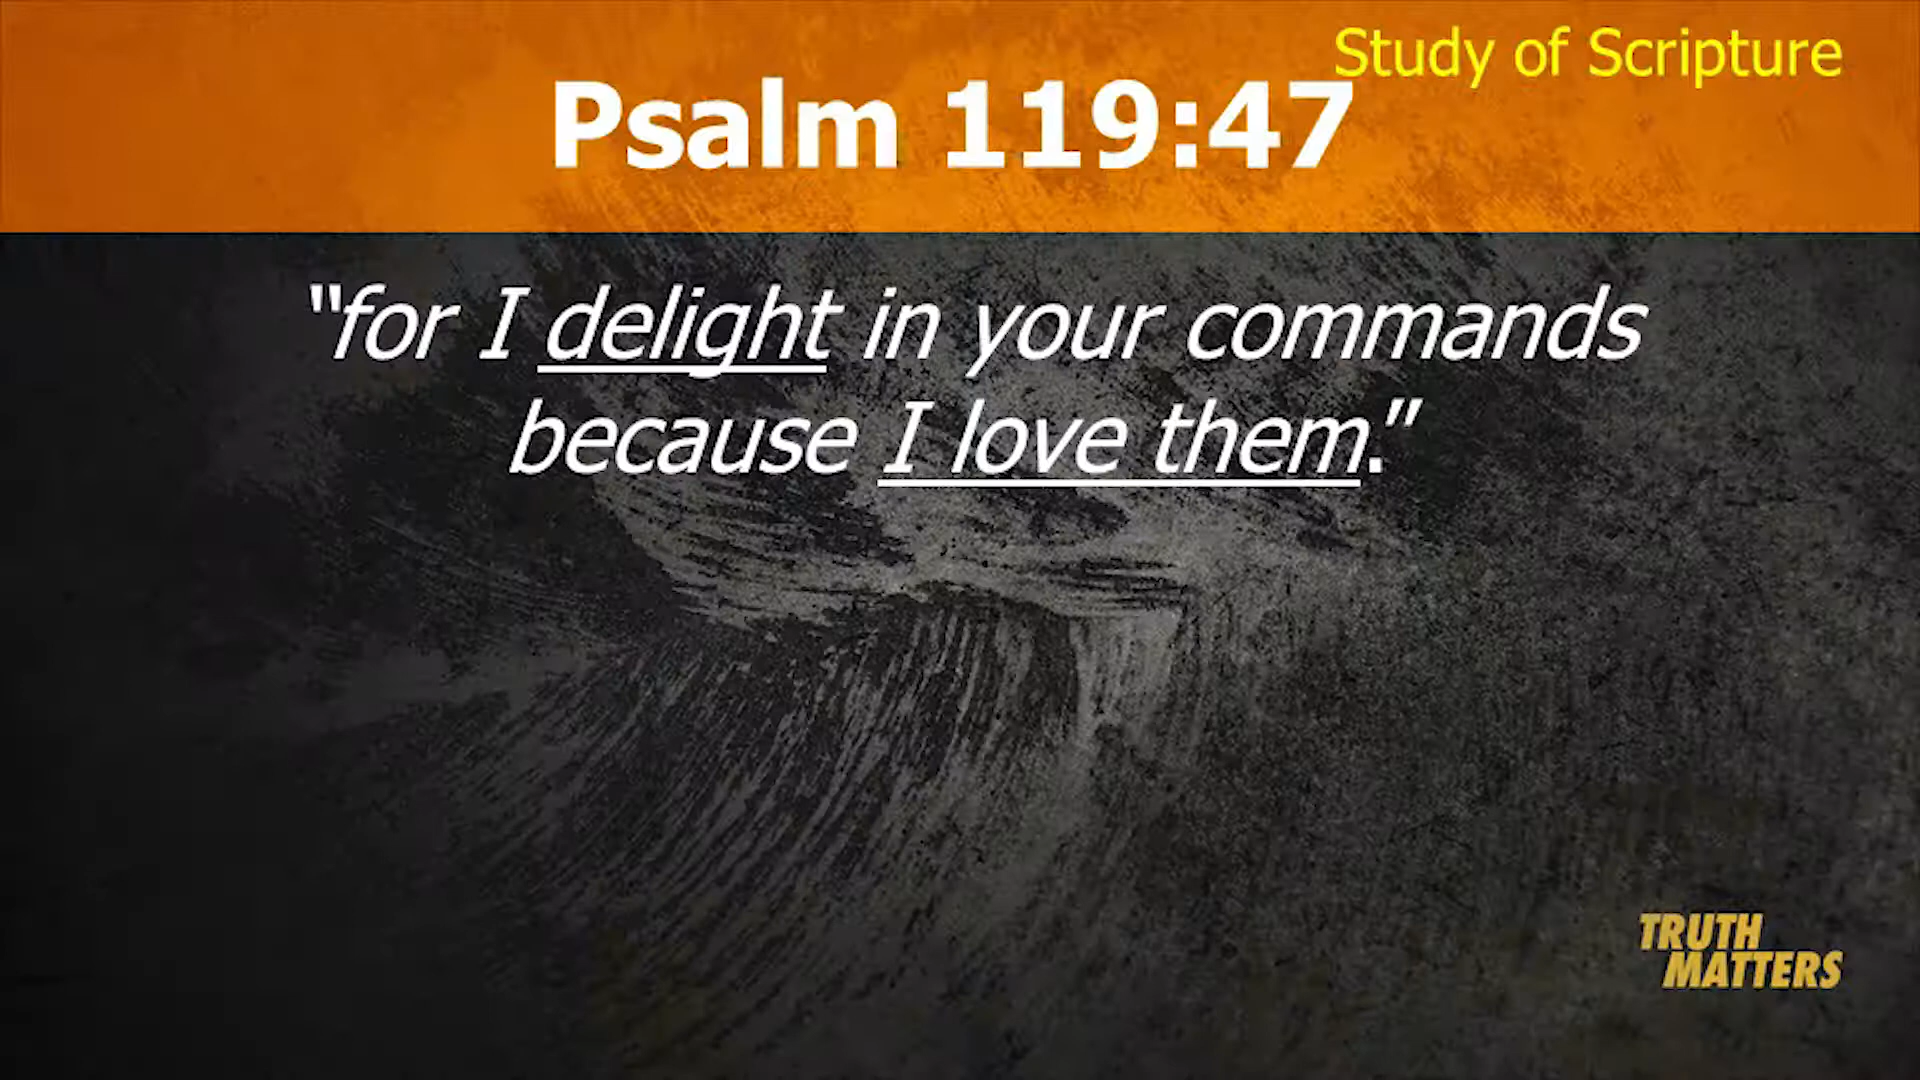 Study of Scripture
Psalm 119:47
“for I delight in your commands
because I love them.”
TRUTH
MATTERS